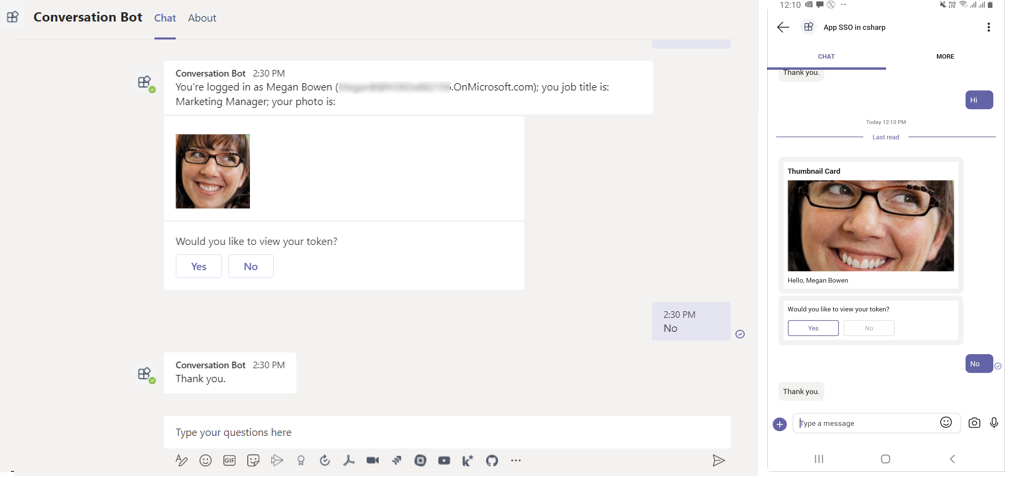 Conversation Bot Chat About
Conversation Bot 2:30 PM
You're logged in as Megan Bowen ( .OnMicrosoft.com); you job title is:
Marketing Manager; your photo is:
Would you like to view your token?
Yes No
2:30 PM
No
Conversation Bot 2:30 PM
Thank you.
Type your questions here
GIF
12:10
App SSO in csharp
CHAT MORE
Thank you.
Hi
Today 12:10 PM
Last read
Thumbnail Card
Hello, Megan Bowen
Would you like to view your token?
Yes No
No
Thank you.
Type a message